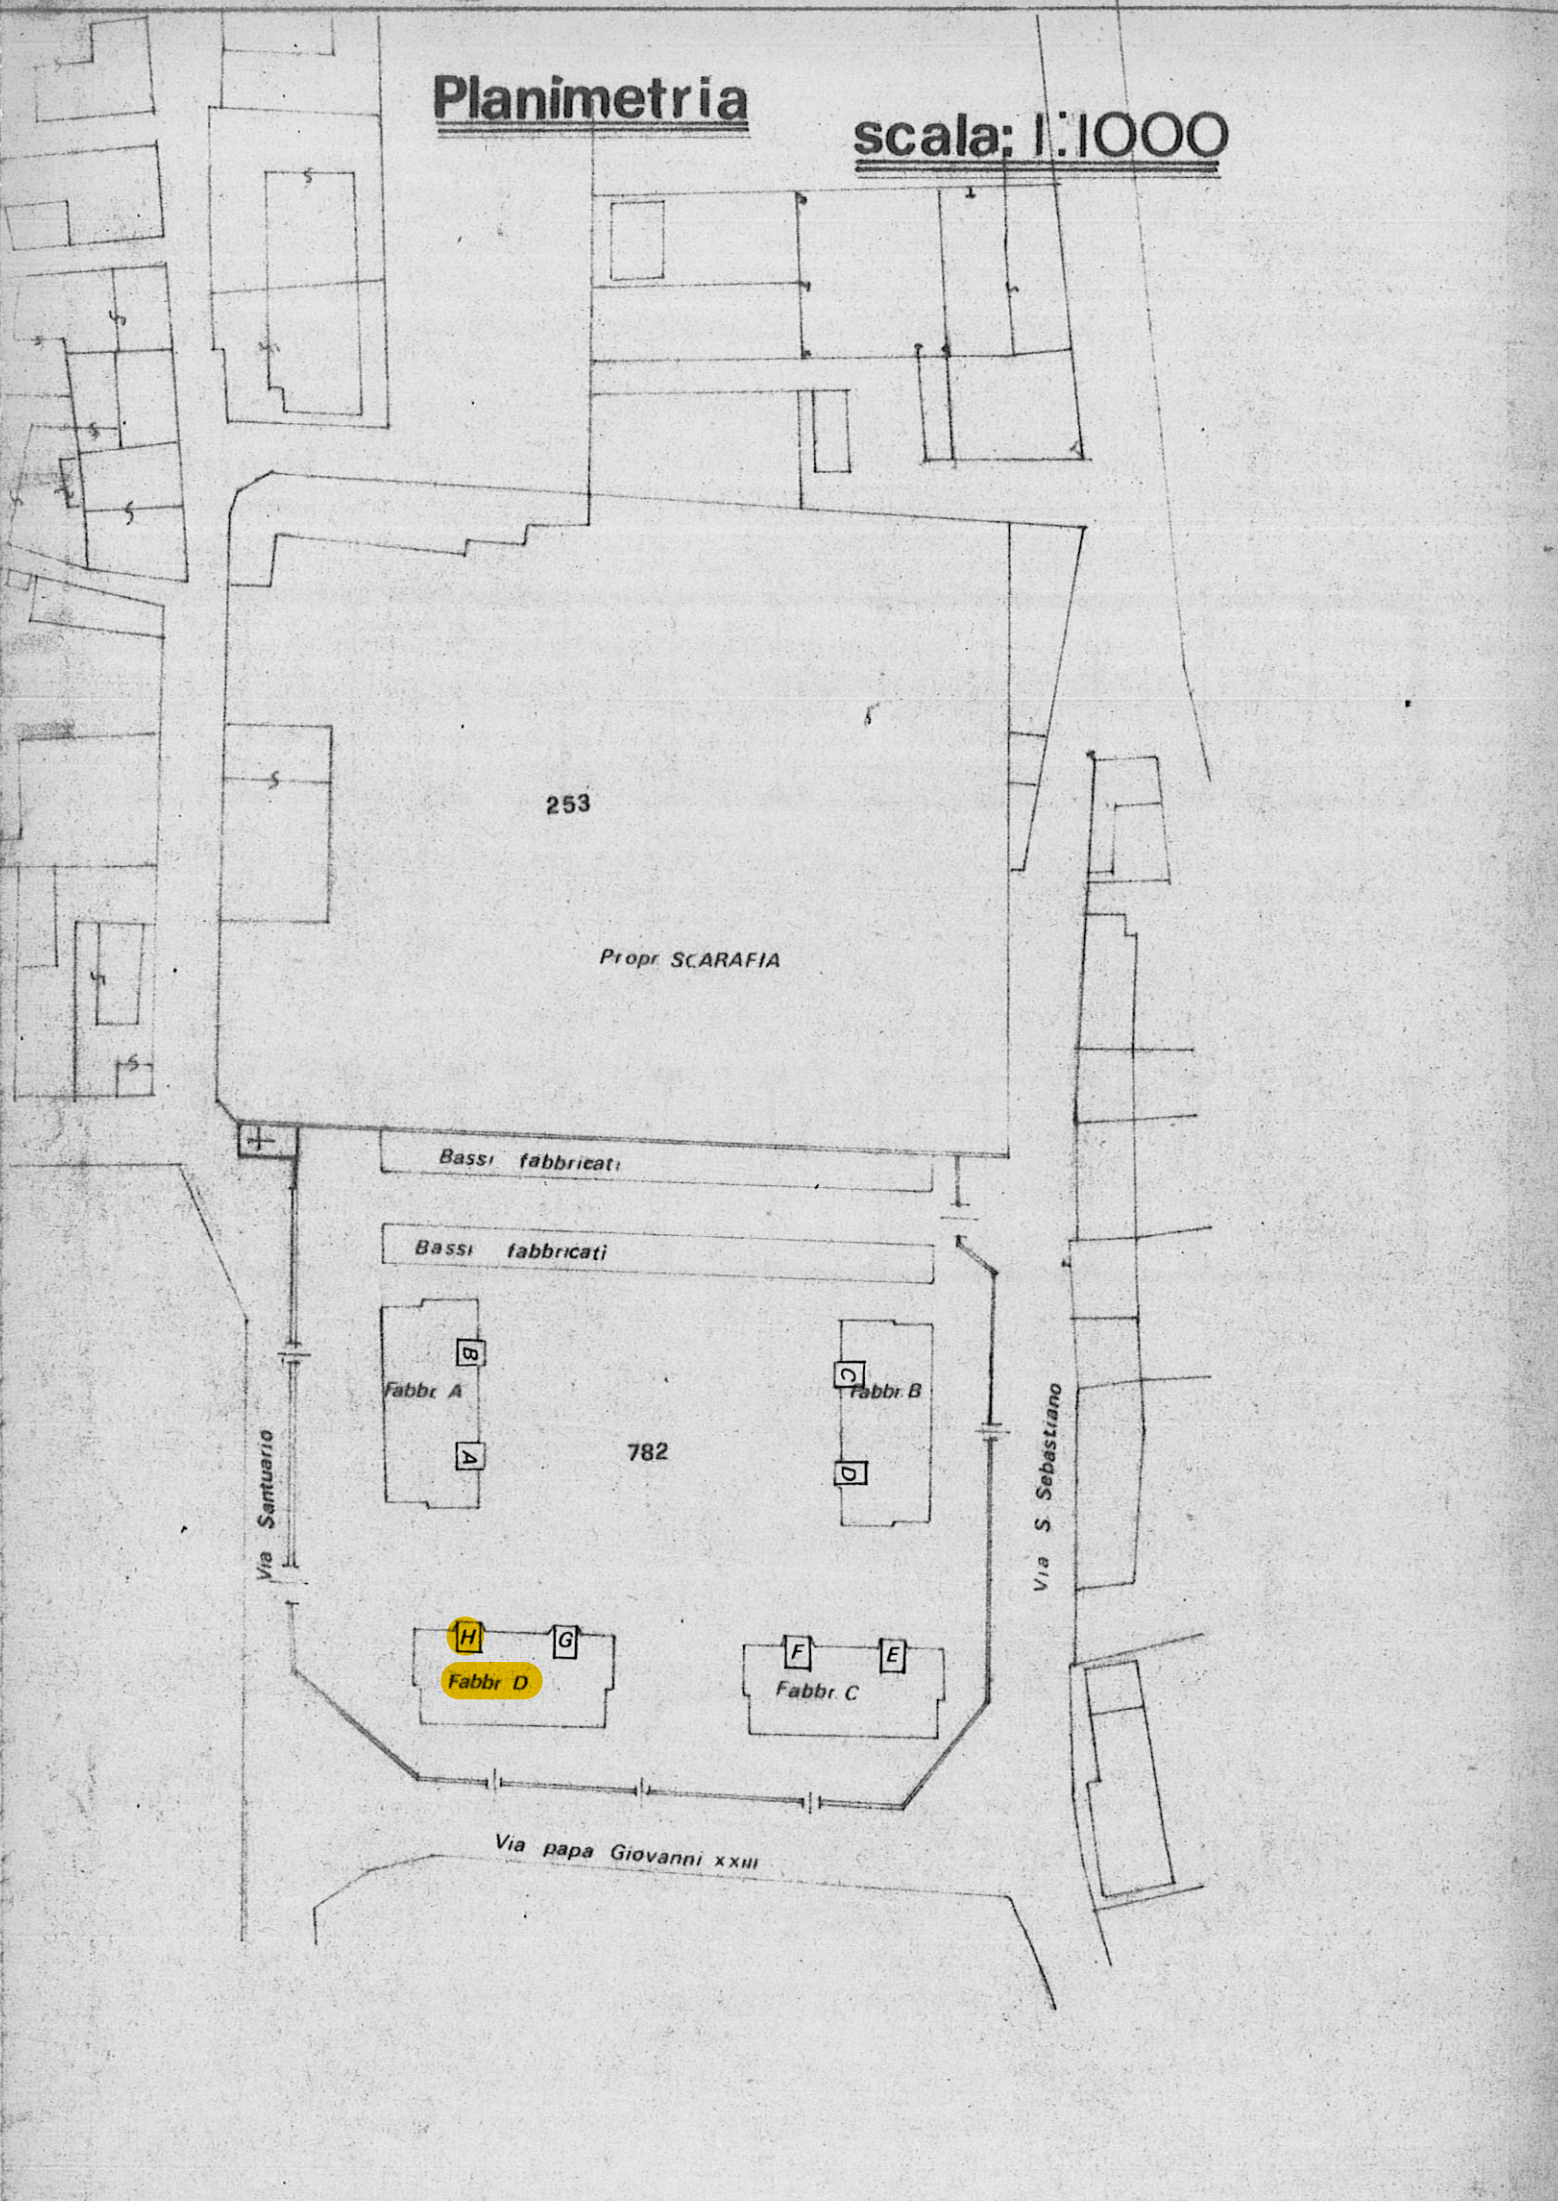 Planimetria
scala: 1:1000
253
Propr. SCARAFIA
Bassi fabbricati
Bassi fabbricati
B
Fabbr. A
A
C
Fabbr. B
D
782
Via Santuario
Via S. Sebastiano
H
G
Fabbr. D
F
E
Fabbr. C
Via papa Giovanni XXIII